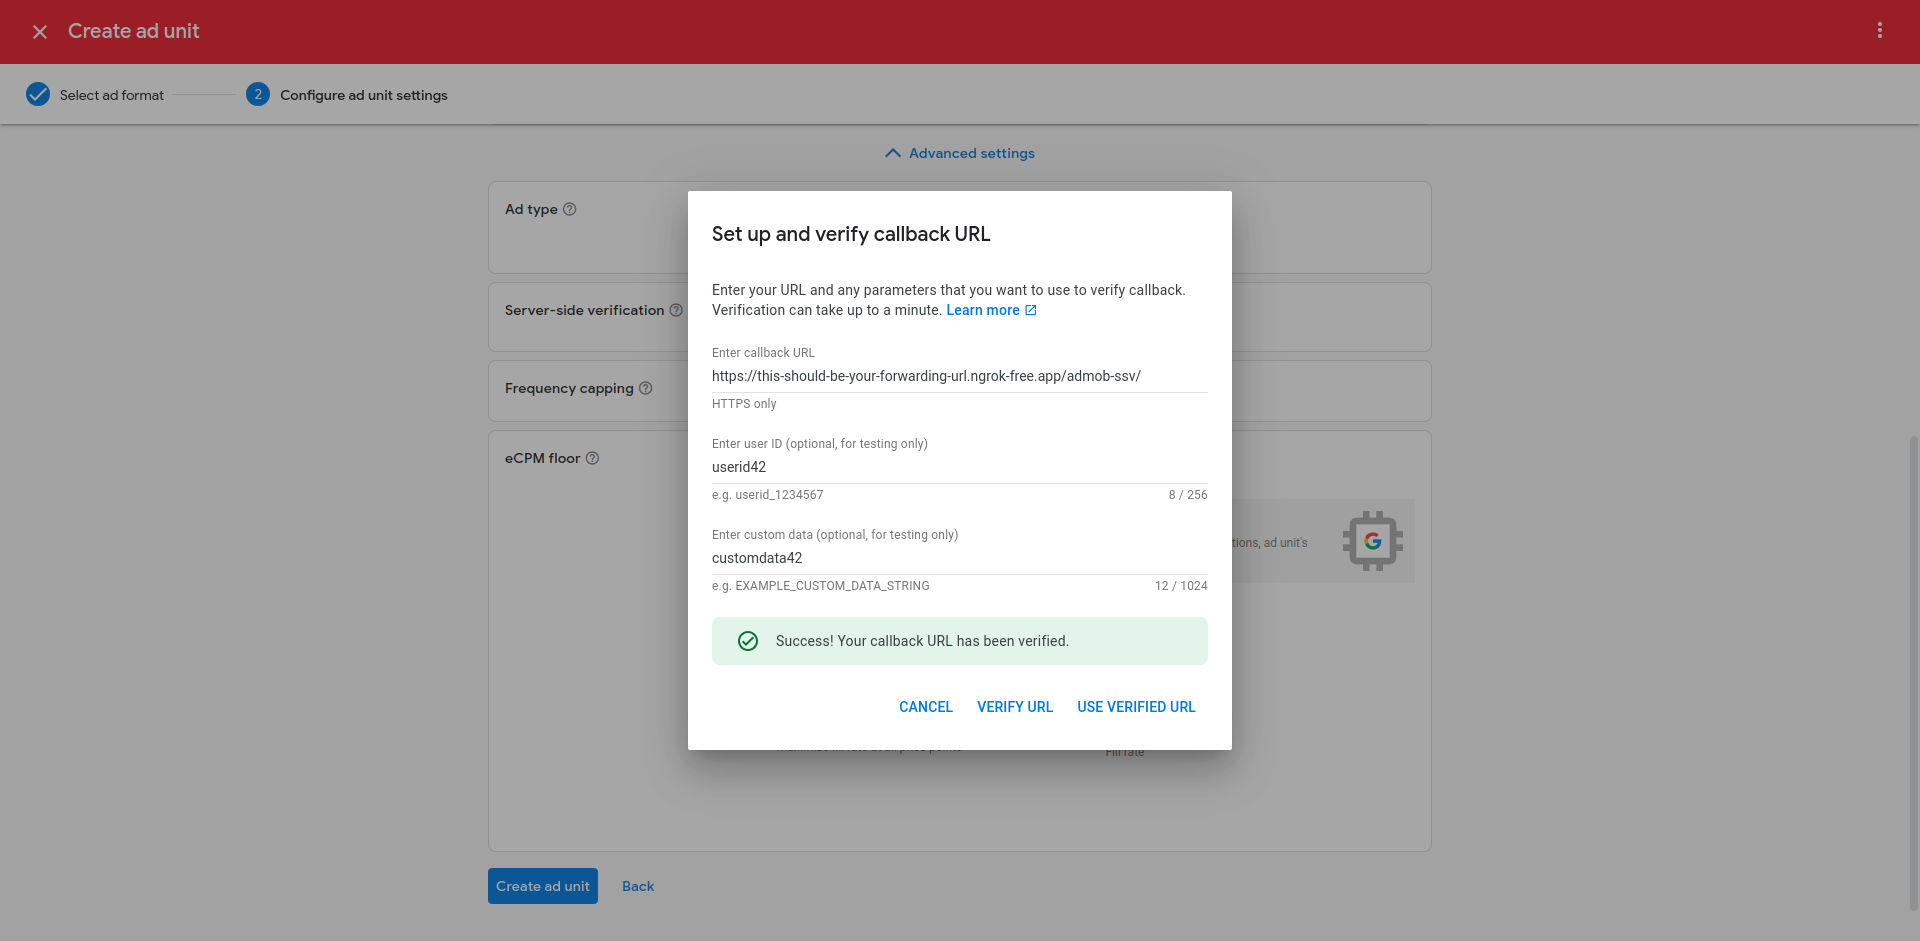 Create ad unit
Select ad format
2
Configure ad unit settings
Advanced settings
Ad type
Server-side verification
Frequency capping
eCPM floor
tions, ad unit's
Set up and verify callback URL
Enter your URL and any parameters that you want to use to verify callback.
Verification can take up to a minute. Learn more
Enter callback URL
https://this-should-be-your-forwarding-url.ngrok-free.app/admob-ssv/
HTTPS only
Enter user ID (optional, for testing only)
userid42
e.g. userid_1234567 8 / 256
Enter custom data (optional, for testing only)
customdata42
e.g. EXAMPLE_CUSTOM_DATA_STRING 12 / 1024
Success! Your callback URL has been verified.
CANCEL VERIFY URL USE VERIFIED URL
Fill rate
Create ad unit Back